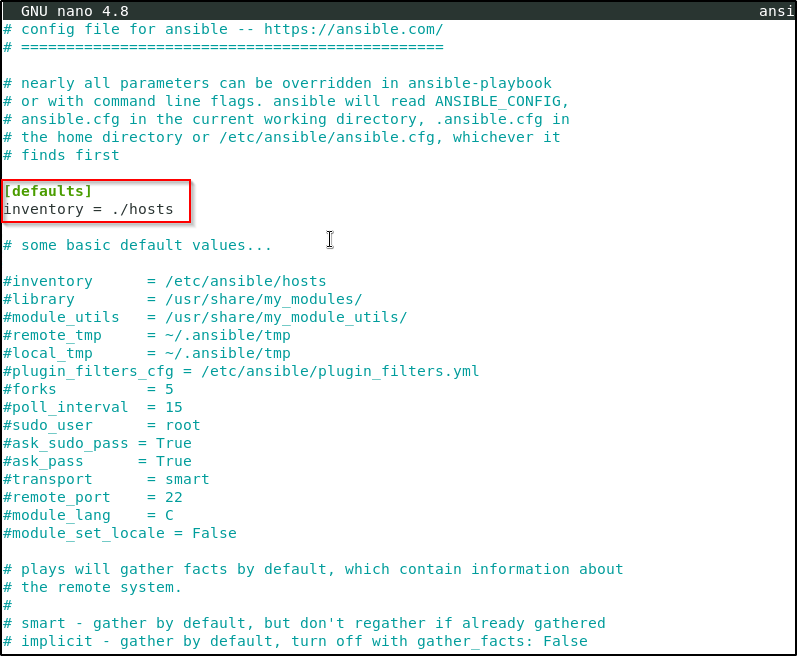 GNU nano 4.8 ansi
# config file for ansible -- https://ansible.com/
# ===============================================
# nearly all parameters can be overridden in ansible-playbook
# or with command line flags. ansible will read ANSIBLE_CONFIG,
# ansible.cfg in the current working directory, .ansible.cfg in
# the home directory or /etc/ansible/ansible.cfg, whichever it
# finds first
[defaults]
inventory = ./hosts
# some basic default values...
#inventory      = /etc/ansible/hosts
#library        = /usr/share/my_modules/
#module_utils   = /usr/share/my_module_utils/
#remote_tmp     = ~/.ansible/tmp
#local_tmp      = ~/.ansible/tmp
#plugin_filters_cfg = /etc/ansible/plugin_filters.yml
#forks          = 5
#poll_interval  = 15
#sudo_user      = root
#ask_sudo_pass = True
#ask_pass      = True
#transport      = smart
#remote_port    = 22
#module_lang    = C
#module_set_locale = False
# plays will gather facts by default, which contain information about
# the remote system.
#
# smart - gather by default, but don't regather if already gathered
# implicit - gather by default, turn off with gather_facts: False